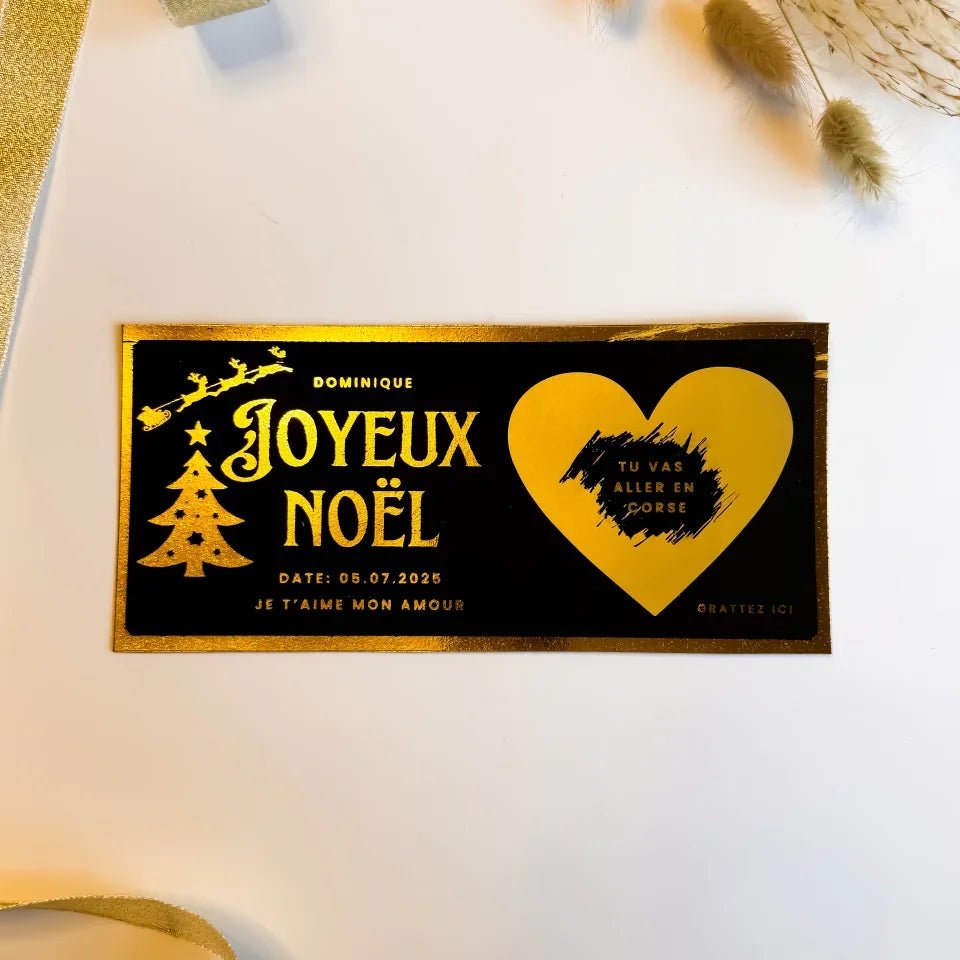 DOMINIQUE
JOYEUX
NOËL
DATE: 05.07.2025
JE T'AIME MON AMOUR
TU VAS
ALLER EN
CORSE
GRATTEZ ICI